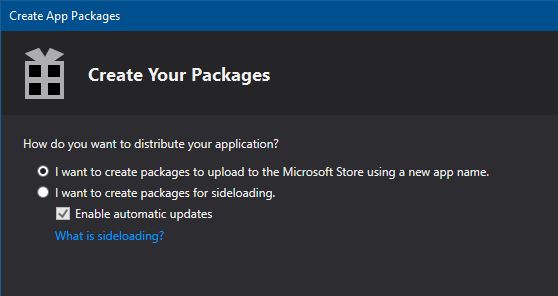 Create App Packages
Create Your Packages
How do you want to distribute your application?
I want to create packages to upload to the Microsoft Store using a new app name.
I want to create packages for sideloading.
Enable automatic updates
What is sideloading?